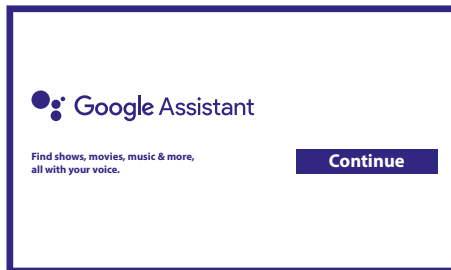 Google Assistant
Find shows, movies, music & more,
all with your voice.
Continue